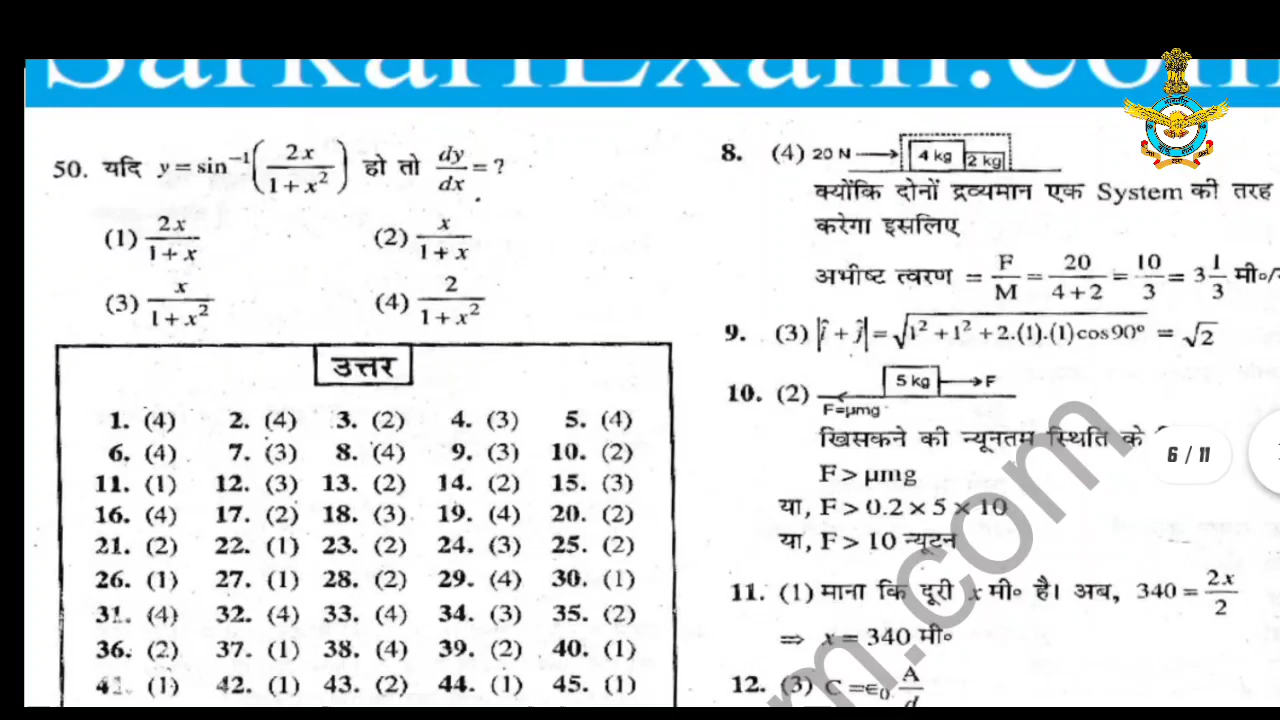 SarkariExam.com
50. यदि y = sin⁻¹(2x / 1 + x²) हो तो dy/dx = ?
(1) 2x / 1 + x (2) x / 1 + x
(3) x / 1 + x² (4) 2 / 1 + x²
उत्तर
1. (4) 2. (4) 3. (2) 4. (3) 5. (4)
6. (4) 7. (3) 8. (4) 9. (3) 10. (2)
11. (1) 12. (3) 13. (2) 14. (2) 15. (3)
16. (4) 17. (2) 18. (3) 19. (4) 20. (2)
21. (2) 22. (1) 23. (2) 24. (3) 25. (2)
26. (1) 27. (1) 28. (2) 29. (4) 30. (1)
31. (4) 32. (4) 33. (4) 34. (3) 35. (2)
36. (2) 37. (1) 38. (4) 39. (2) 40. (1)
41. (1) 42. (1) 43. (2) 44. (1) 45. (1)
8. (4) 20 N 4 kg 2 kg
क्योंकि दोनों द्रव्यमान एक System की तरह
करेगा इसलिए
अभीष्ट त्वरण = F/M = 20 / 4 + 2 = 10/3 = 3 1/3 मी०/
9. (3) |î + ĵ| = √1² + 1² + 2.(1).(1) cos 90° = √2
10. (2) 5 kg F
F=μmg
खिसकने की न्यूनतम स्थिति के
F > μmg
या, F > 0.2 × 5 × 10
या, F > 10 न्यूटन
11. (1) माना कि दूरी x मी० है। अब, 340 = 2x/2
⇒ x = 340 मी०
12. (3) C = ∈₀ A/d
6 / 11
m.com